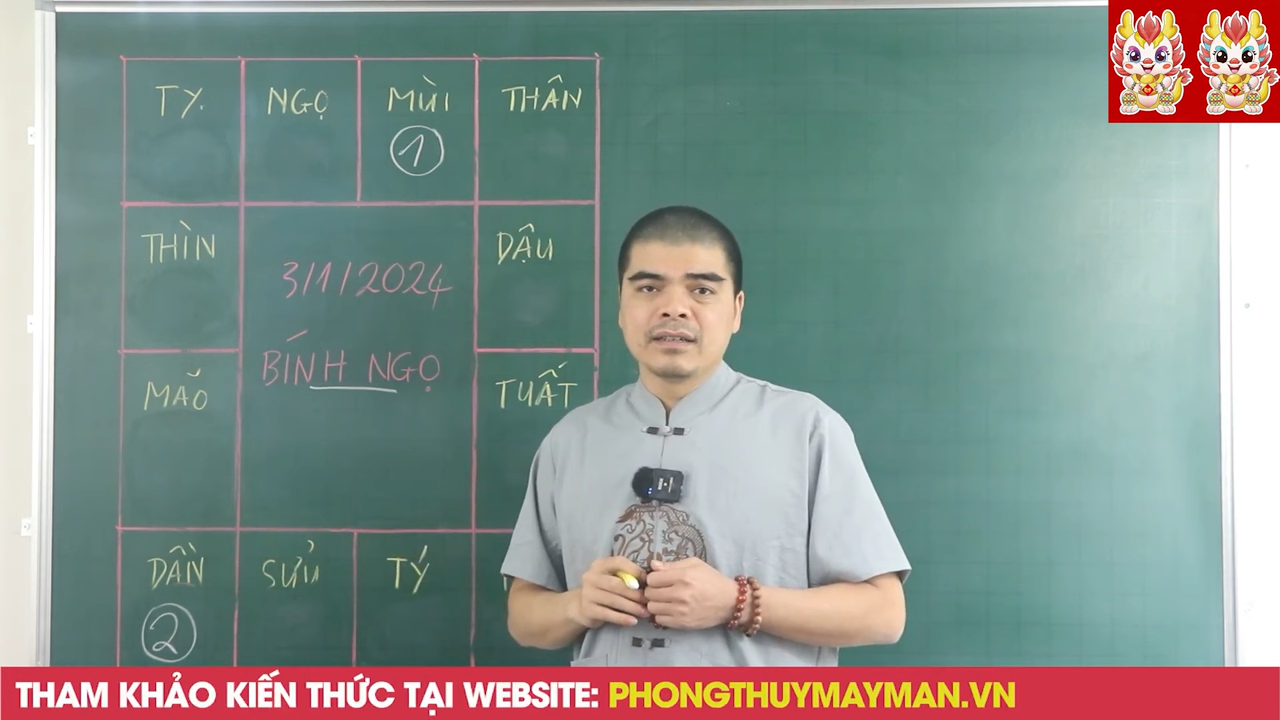 TỴ. NGỌ MÙI THÂN
1
THÌN DẬU
3/1/2024
BÍNH NGỌ
MÃO TUẤT
DẦN SỬU TÝ
2
THAM KHẢO KIẾN THỨC TẠI WEBSITE: PHONGTHUYMAYMAN.VN